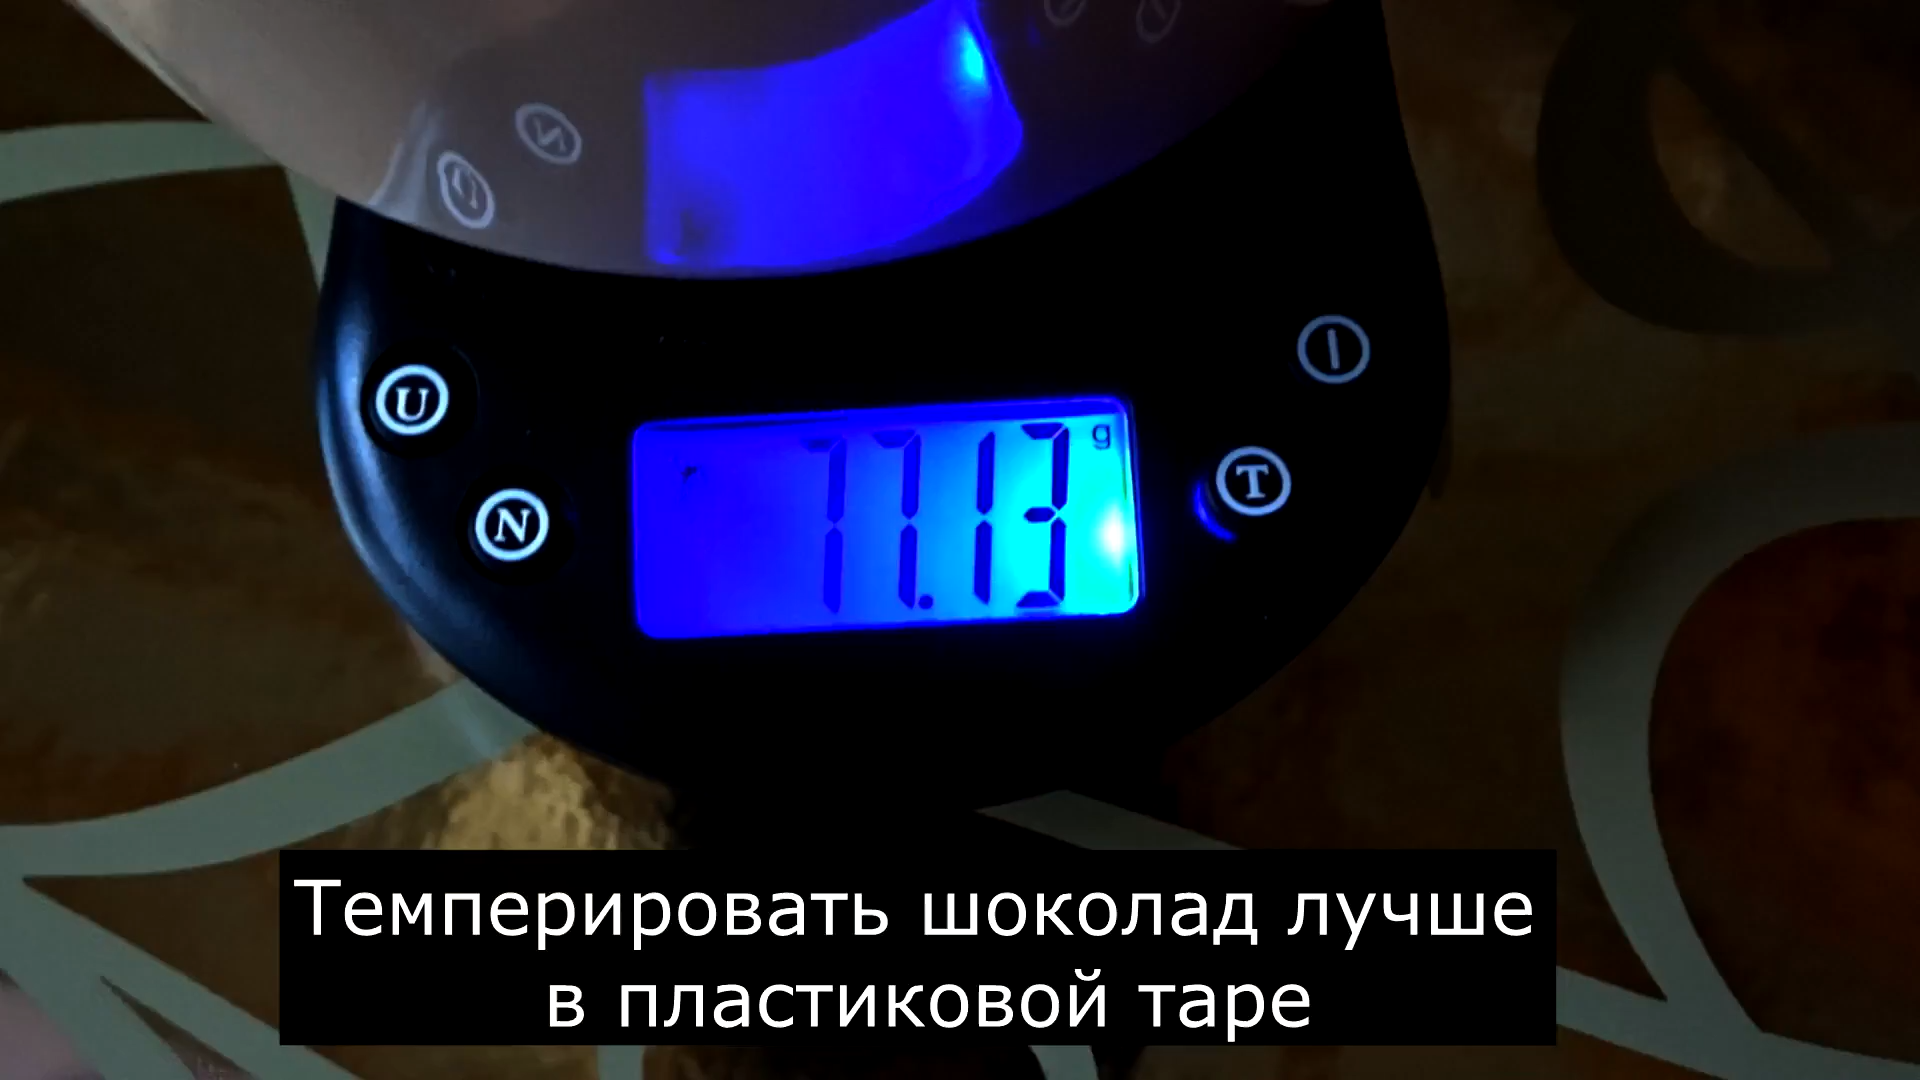 U
N
77.13 g
T
Темперировать шоколад лучше
в пластиковой таре